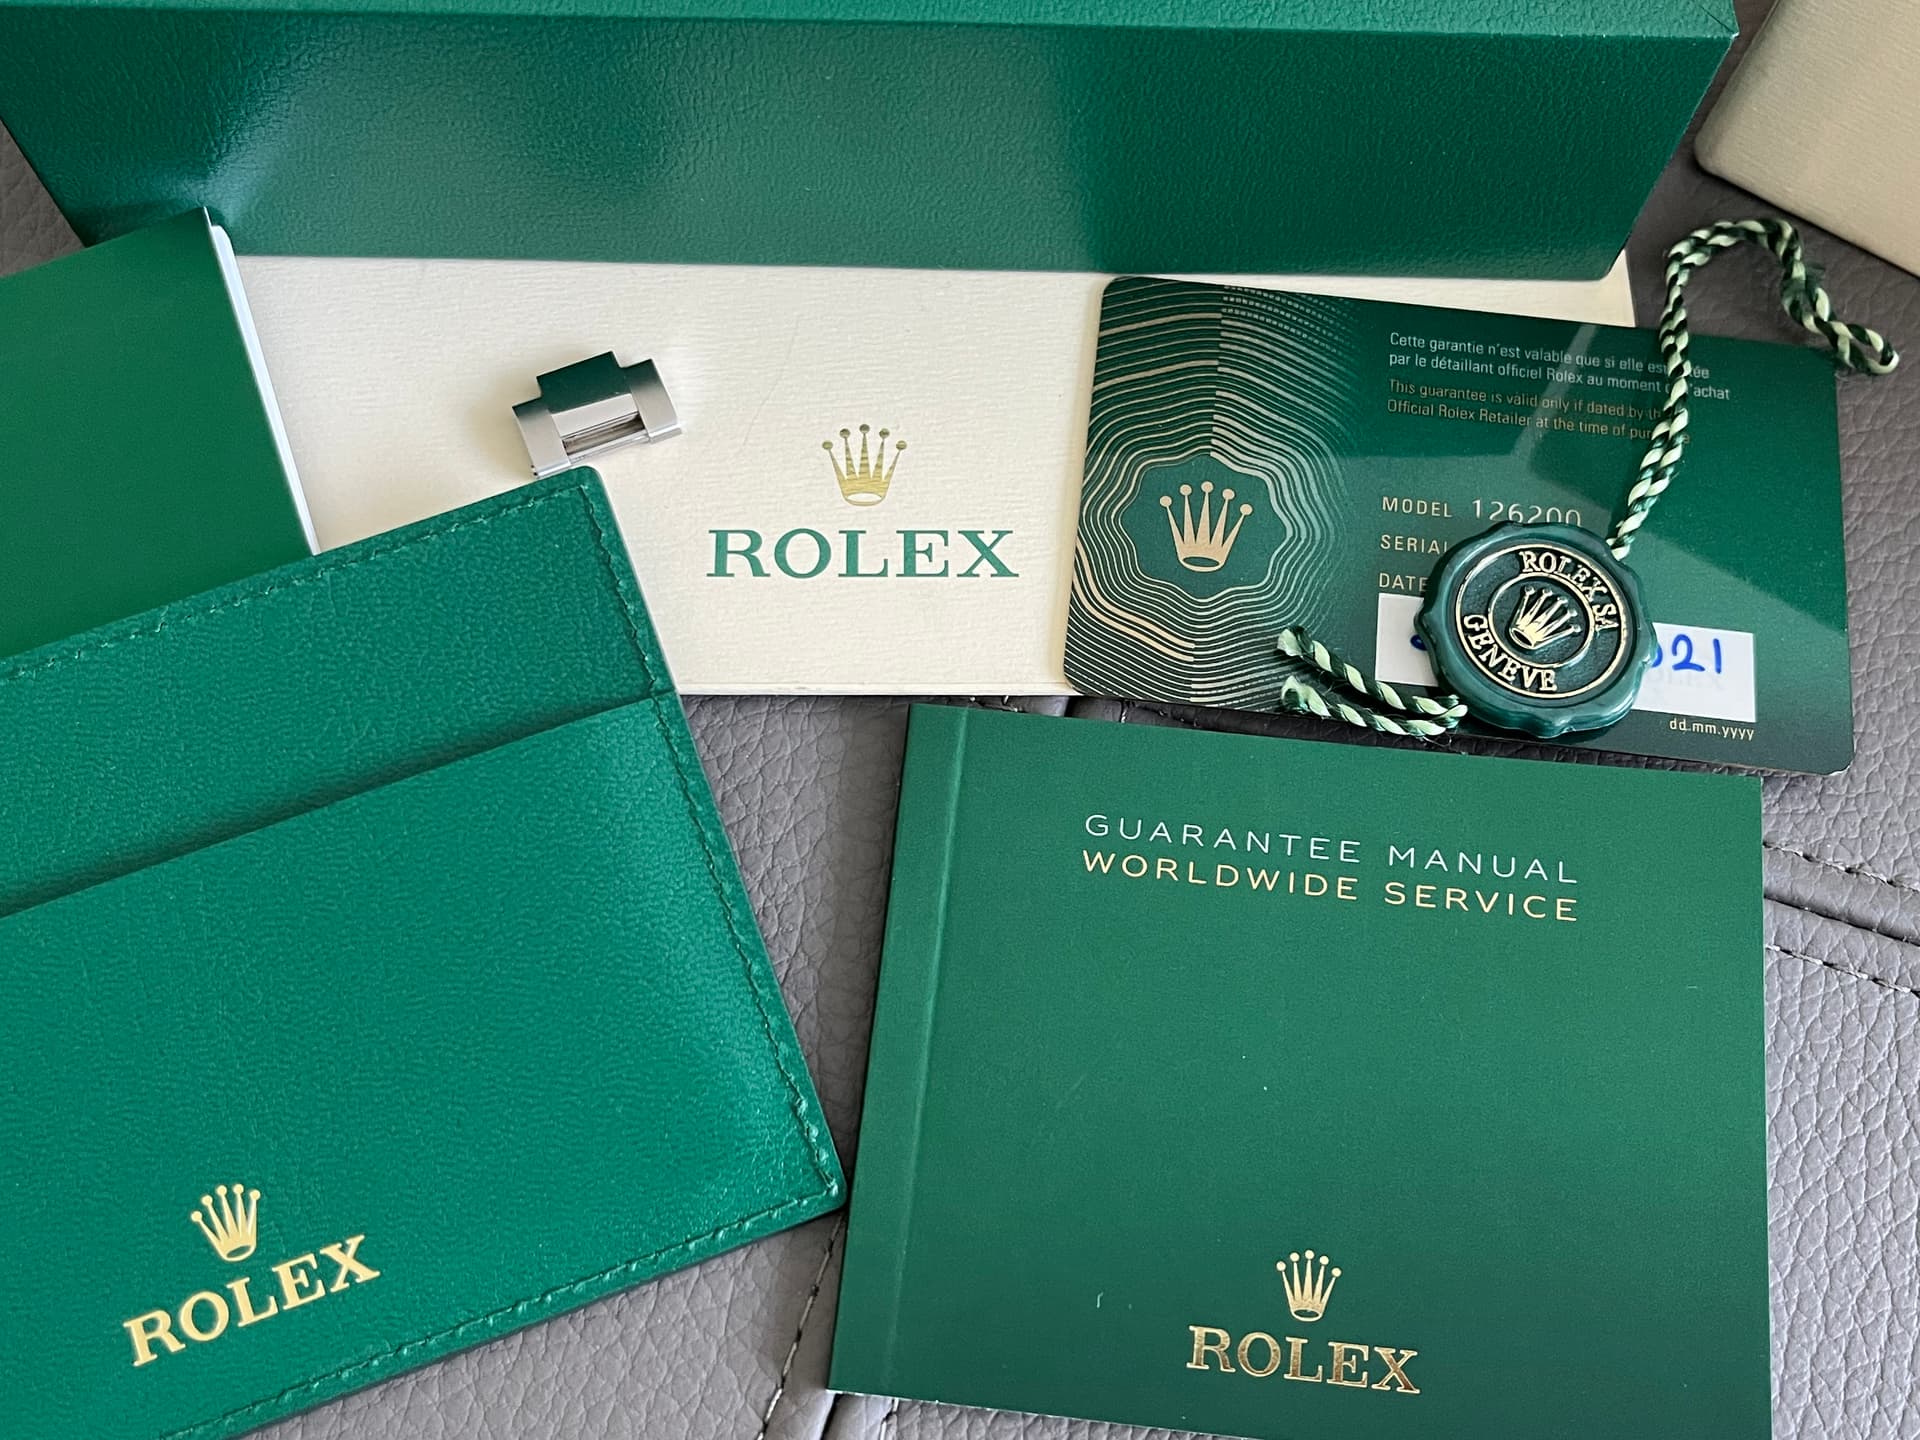 ROLEX
Cette garantie n'est valable que si elle
par le détaillant officiel Rolex au moment achat
This guarantee is valid only if dated by
Official Rolex Retailer at the time of
MODEL 126200
SERIAL
DATE
21
dd.mm.yyyy
ROLEX SA
GENEVE
GUARANTEE MANUAL
WORLDWIDE SERVICE
ROLEX
ROLEX